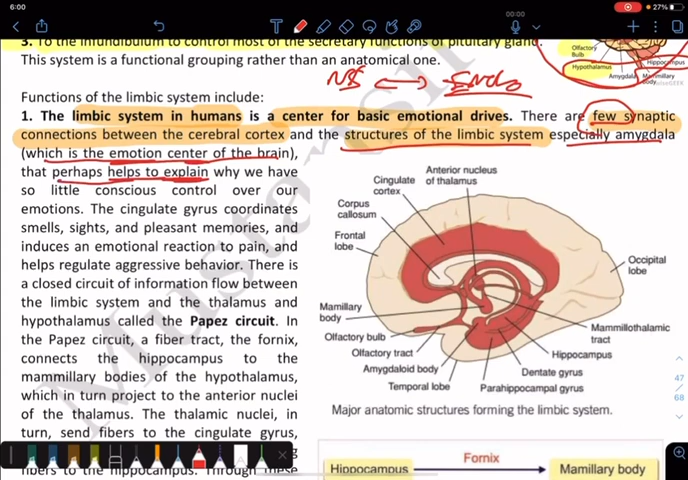 6:00
00:00
27%
3. To the infundibulum to control most of the secretary functions of pituitary gland.
This system is a functional grouping rather than an anatomical one.
Olfactory
Bulb
Hypothalamus
Amygdala
Hippocampus
Mammillary
body
NS ↔ Endo
Functions of the limbic system include:
1. The limbic system in humans is a center for basic emotional drives. There are few synaptic
connections between the cerebral cortex and the structures of the limbic system especially amygdala
(which is the emotion center of the brain),
that perhaps helps to explain why we have
so little conscious control over our
emotions. The cingulate gyrus coordinates
smells, sights, and pleasant memories, and
induces an emotional reaction to pain, and
helps regulate aggressive behavior. There is
a closed circuit of information flow between
the limbic system and the thalamus and
hypothalamus called the Papez circuit. In
the Papez circuit, a fiber tract, the fornix,
connects the hippocampus to the
mammillary bodies of the hypothalamus,
which in turn project to the anterior nuclei
of the thalamus. The thalamic nuclei, in
turn, send fibers to the cingulate gyrus,
fibers to the hippocampus. Through these
Cingulate
cortex
Anterior nucleus
of thalamus
Corpus
callosum
Frontal
lobe
Occipital
lobe
Mamillary
body
Olfactory bulb
Olfactory tract
Amygdaloid body
Temporal lobe
Mammillothalamic
tract
Hippocampus
Dentate gyrus
Parahippocampal gyrus
Major anatomic structures forming the limbic system.
Hippocampus
Fornix
Mamillary body
47
68